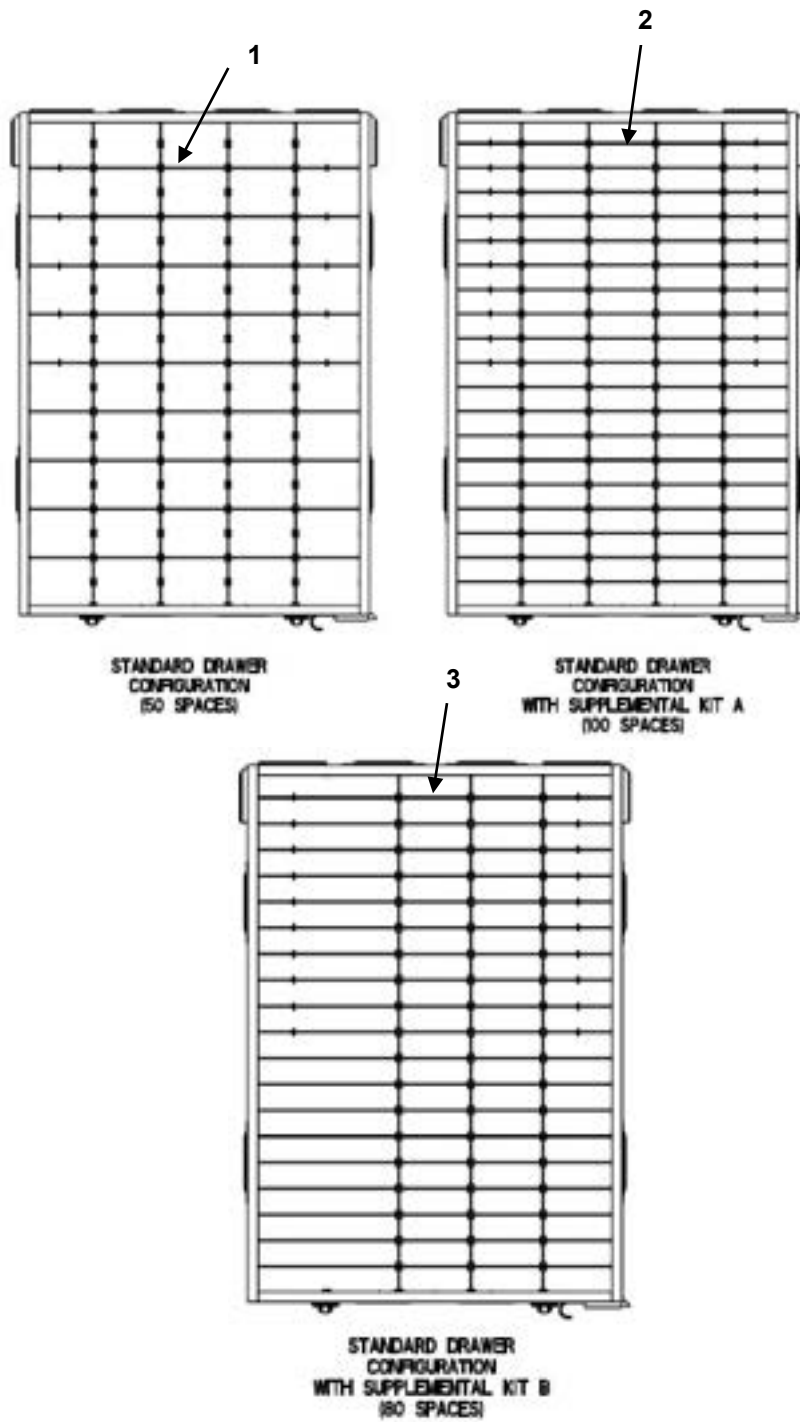 1
2
STANDARD DRAWER
CONFIGURATION
(50 SPACES)
STANDARD DRAWER
CONFIGURATION
WITH SUPPLEMENTAL KIT A
(100 SPACES)
3
STANDARD DRAWER
CONFIGURATION
WITH SUPPLEMENTAL KIT B
(80 SPACES)